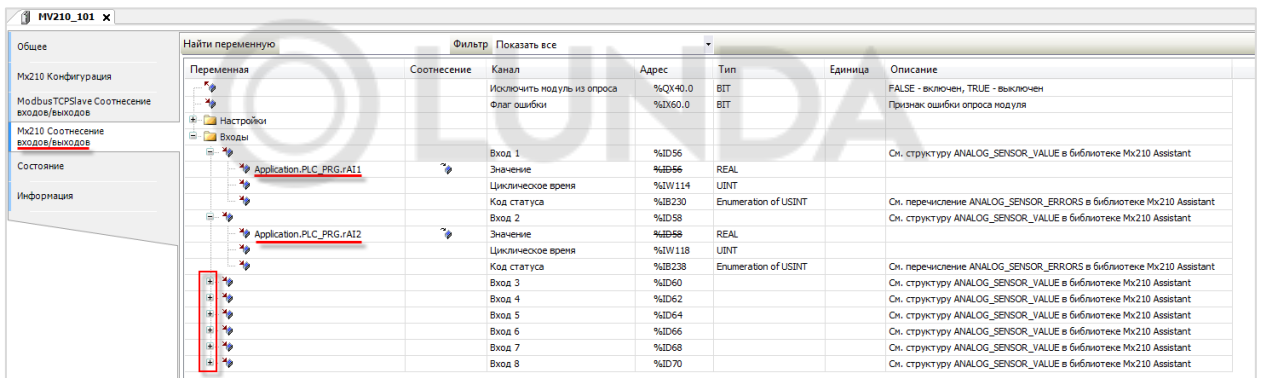 MV210_101 x
Общее
Мх210 Конфигурация
ModbusTCPSlave Соотнесение входов/выходов
Мх210 Соотнесение входов/выходов
Состояние
Информация
Найти переменную Фильтр Показать все
Переменная Соотнесение Канал Адрес Тип Единица Описание
Исключить модуль из опроса %QX40.0 BIT FALSE - включен, TRUE - выключен
Флаг ошибки %IX60.0 BIT Признак ошибки опроса модуля
Настройки
Входы
Вход 1 %ID56 См. структуру ANALOG_SENSOR_VALUE в библиотеке Mx210 Assistant
Application.PLC_PRG.rAI1 Значение %ID56 REAL
Циклическое время %IW114 UINT
Код статуса %IB230 Enumeration of USINT См. перечисление ANALOG_SENSOR_ERRORS в библиотеке Mx210 Assistant
Вход 2 %ID58 См. структуру ANALOG_SENSOR_VALUE в библиотеке Mx210 Assistant
Application.PLC_PRG.rAI2 Значение %ID58 REAL
Циклическое время %IW118 UINT
Код статуса %IB238 Enumeration of USINT См. перечисление ANALOG_SENSOR_ERRORS в библиотеке Mx210 Assistant
Вход 3 %ID60 См. структуру ANALOG_SENSOR_VALUE в библиотеке Mx210 Assistant
Вход 4 %ID62 См. структуру ANALOG_SENSOR_VALUE в библиотеке Mx210 Assistant
Вход 5 %ID64 См. структуру ANALOG_SENSOR_VALUE в библиотеке Mx210 Assistant
Вход 6 %ID66 См. структуру ANALOG_SENSOR_VALUE в библиотеке Mx210 Assistant
Вход 7 %ID68 См. структуру ANALOG_SENSOR_VALUE в библиотеке Mx210 Assistant
Вход 8 %ID70 См. структуру ANALOG_SENSOR_VALUE в библиотеке Mx210 Assistant
LUNDA